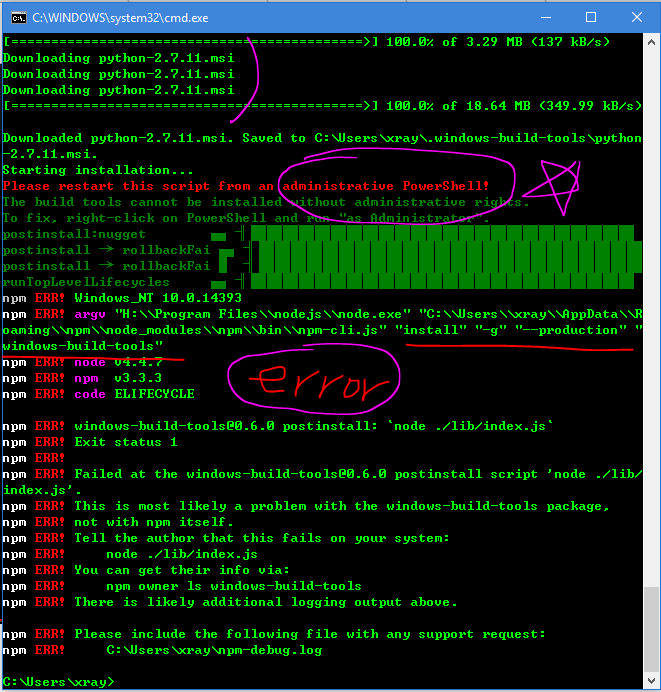 C:\WINDOWS\system32\cmd.exe
[===========================================>] 100.0% of 3.29 MB (137 kB/s)
Downloading python-2.7.11.msi
Downloading python-2.7.11.msi
Downloading python-2.7.11.msi
[===========================================>] 100.0% of 18.64 MB (349.99 kB/s)
Downloaded python-2.7.11.msi. Saved to C:\Users\xray\.windows-build-tools\python
-2.7.11.msi.
Starting installation...
Please restart this script from an administrative PowerShell!
The build tools cannot be installed without administrative rights.
To fix, right-click on PowerShell and run "as Administrator".
postinstall:nugget
postinstall → rollbackFai
postinstall → rollbackFai
runTopLevelLifecycles
npm ERR! Windows_NT 10.0.14393
npm ERR! argv "H:\\Program Files\\nodejs\\node.exe" "C:\\Users\\xray\\AppData\\R
oaming\\npm\\node_modules\\npm\\bin\\npm-cli.js" "install" "-g" "--production" "
windows-build-tools"
npm ERR! node v4.4.7
npm ERR! npm  v3.3.3
npm ERR! code ELIFECYCLE
error
npm ERR! windows-build-tools@0.6.0 postinstall: `node ./lib/index.js`
npm ERR! Exit status 1
npm ERR!
npm ERR! Failed at the windows-build-tools@0.6.0 postinstall script 'node ./lib/
index.js'.
npm ERR! This is most likely a problem with the windows-build-tools package,
npm ERR! not with npm itself.
npm ERR! Tell the author that this fails on your system:
npm ERR!     node ./lib/index.js
npm ERR! You can get their info via:
npm ERR!     npm owner ls windows-build-tools
npm ERR! There is likely additional logging output above.
npm ERR! Please include the following file with any support request:
npm ERR!     C:\Users\xray\npm-debug.log
C:\Users\xray>